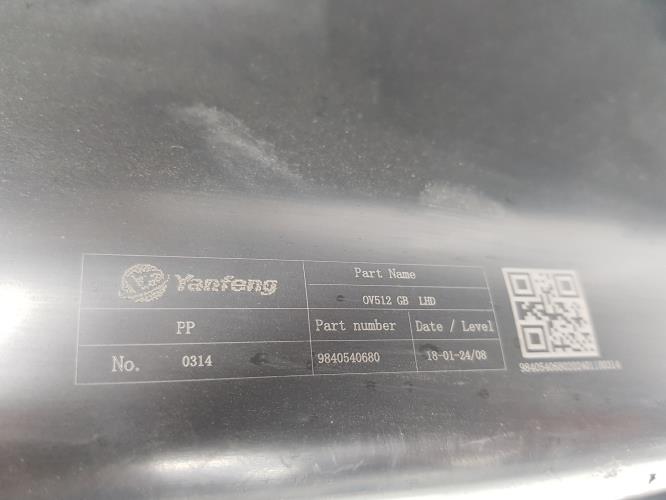 Yanfeng
Part Name
OV512 GB LHD
PP
Part number
Date / Level
No. 0314
9840540680
18-01-24/08